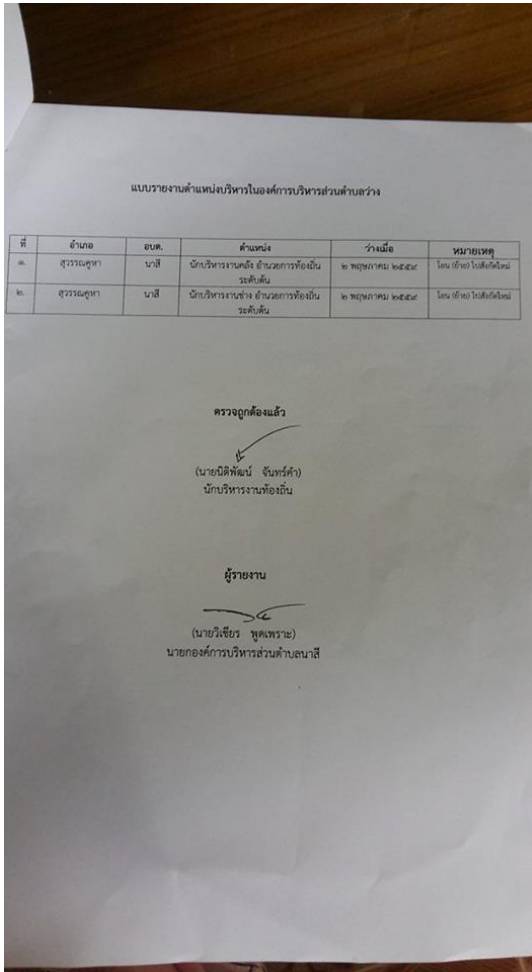 แบบรายงานตำแหน่งบริหารในองค์การบริหารส่วนตำบลว่าง
ที่ อำเภอ อบต. ตำแหน่ง ว่างเมื่อ หมายเหตุ
๑. สุวรรณคูหา นาสี นักบริหารงานคลัง อำนวยการท้องถิ่น ๒ พฤษภาคม ๒๕๕๙ โอน (ย้าย) ไปสังกัดใหม่
ระดับต้น
๒. สุวรรณคูหา นาสี นักบริหารงานช่าง อำนวยการท้องถิ่น ๒ พฤษภาคม ๒๕๕๙ โอน (ย้าย) ไปสังกัดใหม่
ระดับต้น
ตรวจถูกต้องแล้ว
(นายนิติพัฒน์ จันทร์คำ)
นักบริหารงานท้องถิ่น
ผู้รายงาน
(นายวิเชียร พูดเพราะ)
นายกองค์การบริหารส่วนตำบลนาสี